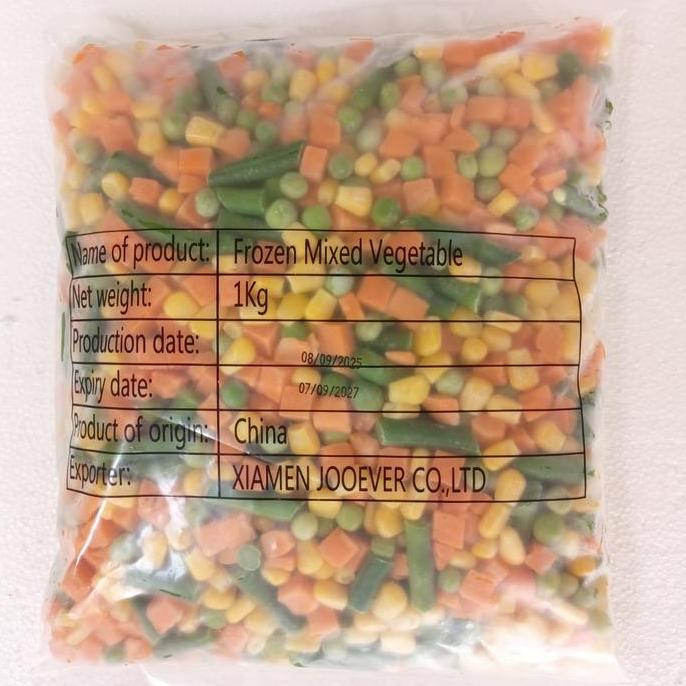 Name of product: Frozen Mixed Vegetable
Net weight: 1Kg
Production date: 08/09/2025
Expiry date: 07/09/2027
Product of origin: China
Exporter: XIAMEN JOOEVER CO.,LTD